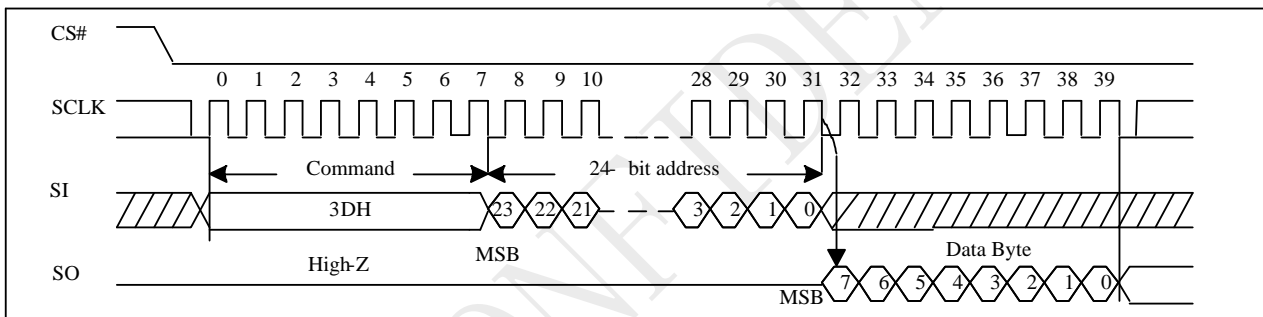 CS#
0 1 2 3 4 5 6 7 8 9 10 28 29 30 31 32 33 34 35 36 37 38 39
SCLK
Command 24- bit address
SI
3DH 23 22 21 3 2 1 0
High-Z MSB Data Byte
SO
MSB 7 6 5 4 3 2 1 0